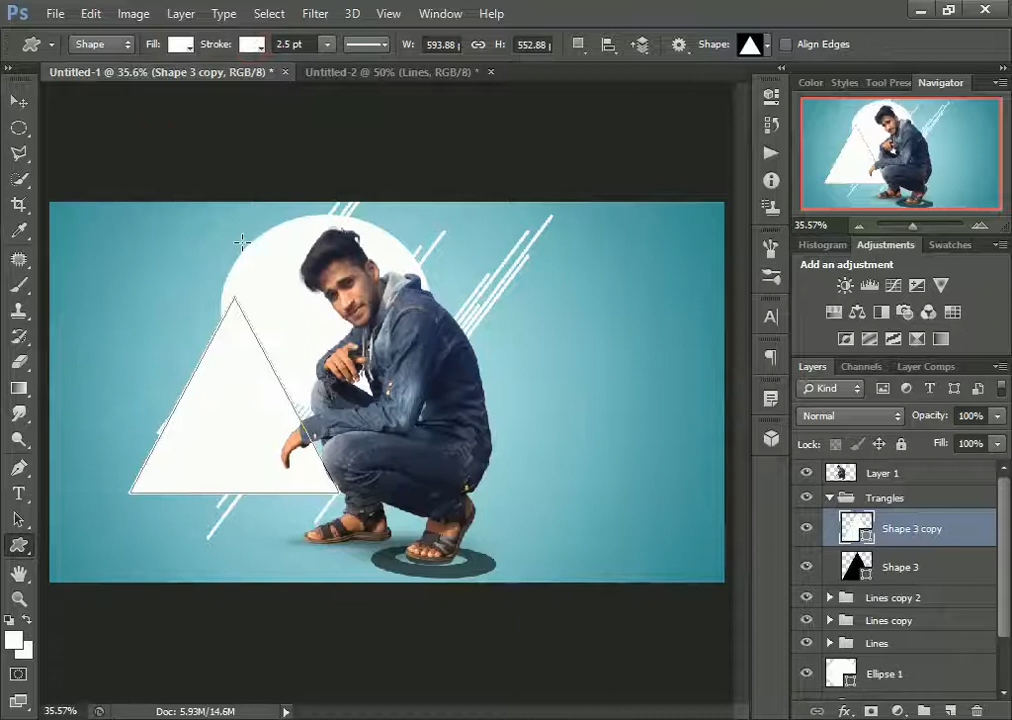 Ps File Edit Image Layer Type Select Filter 3D View Window Help
Shape Fill: Stroke: 2.5 pt W: 593.88 H: 552.88 Shape: Align Edges
Untitled-1 @ 35.6% (Shape 3 copy, RGB/8) * × Untitled-2 @ 50% (Lines, RGB/8) * ×
Color Styles Tool Prese Navigator
35.57%
Histogram Adjustments Swatches
Add an adjustment
Layers Channels Layer Comps
Kind
Normal Opacity: 100%
Lock: Fill: 100%
Layer 1
Trangles
Shape 3 copy
Shape 3
Lines copy 2
Lines copy
Lines
Ellipse 1
35.57% Doc: 5.93M/14.6M